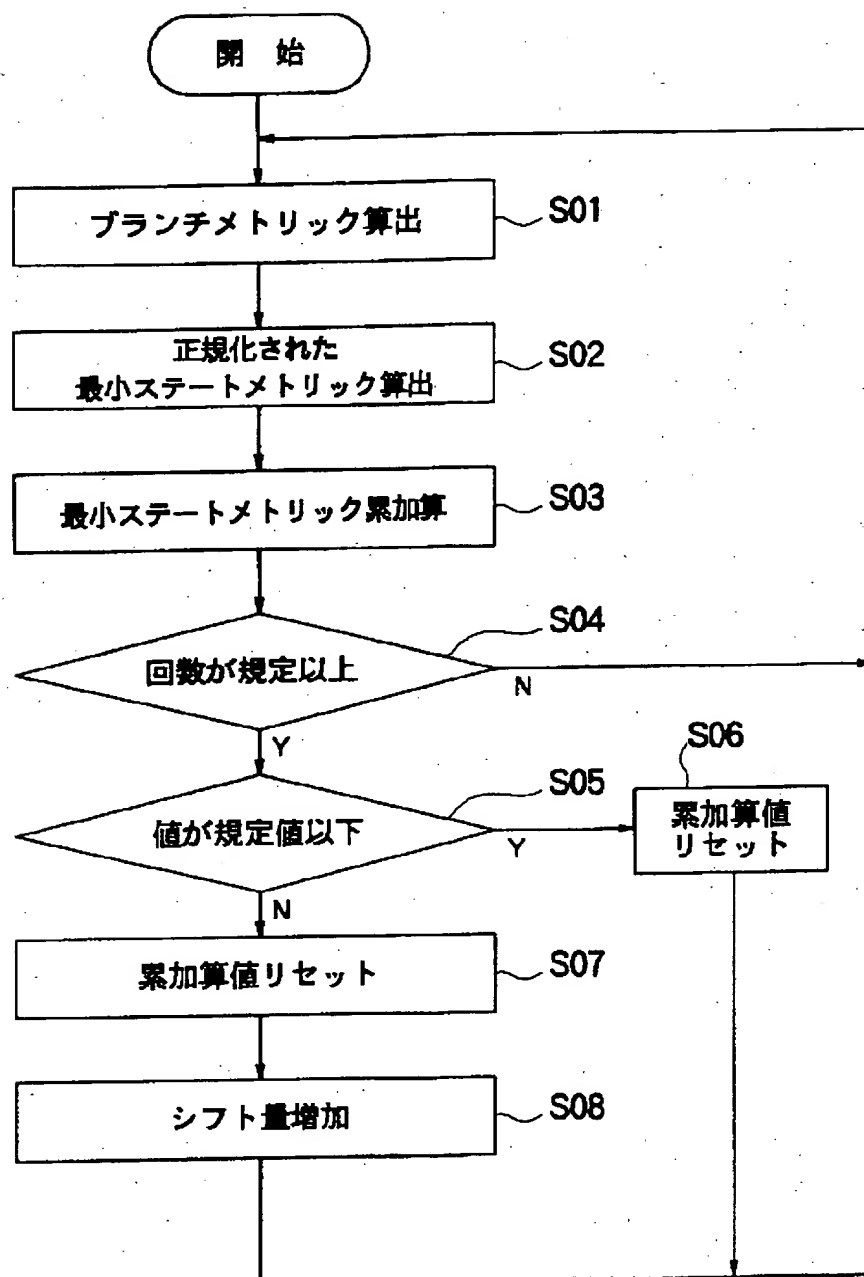 開 始
ブランチメトリック算出
S01
正規化された
最小ステートメトリック算出
S02
最小ステートメトリック累加算
S03
回数が規定以上
S04
N
Y
値が規定値以下
S05
Y
S06
累加算値
リセット
N
累加算値リセット
S07
シフト量増加
S08